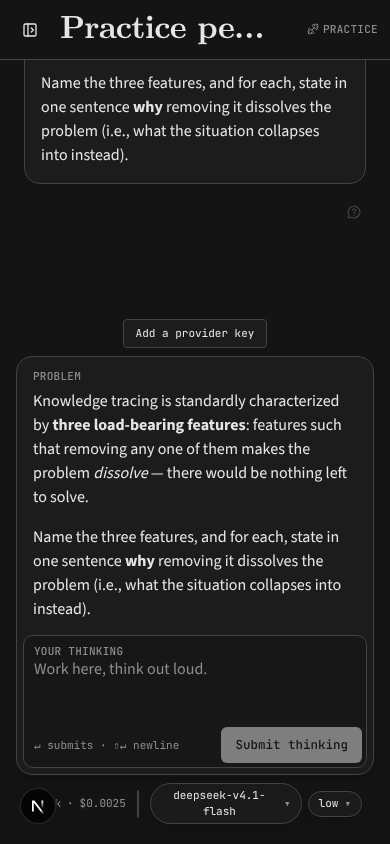 Practice pe...
PRACTICE
Name the three features, and for each, state in
one sentence why removing it dissolves the
problem (i.e., what the situation collapses
into instead).
Add a provider key
PROBLEM
Knowledge tracing is standardly characterized
by three load-bearing features: features such
that removing any one of them makes the
problem dissolve — there would be nothing left
to solve.
Name the three features, and for each, state in
one sentence why removing it dissolves the
problem (i.e., what the situation collapses into
instead).
YOUR THINKING
Work here, think out loud.
↵ submits · ⇧↵ newline
Submit thinking
N
k · $0.0025
deepseek-v4.1-
flash
low